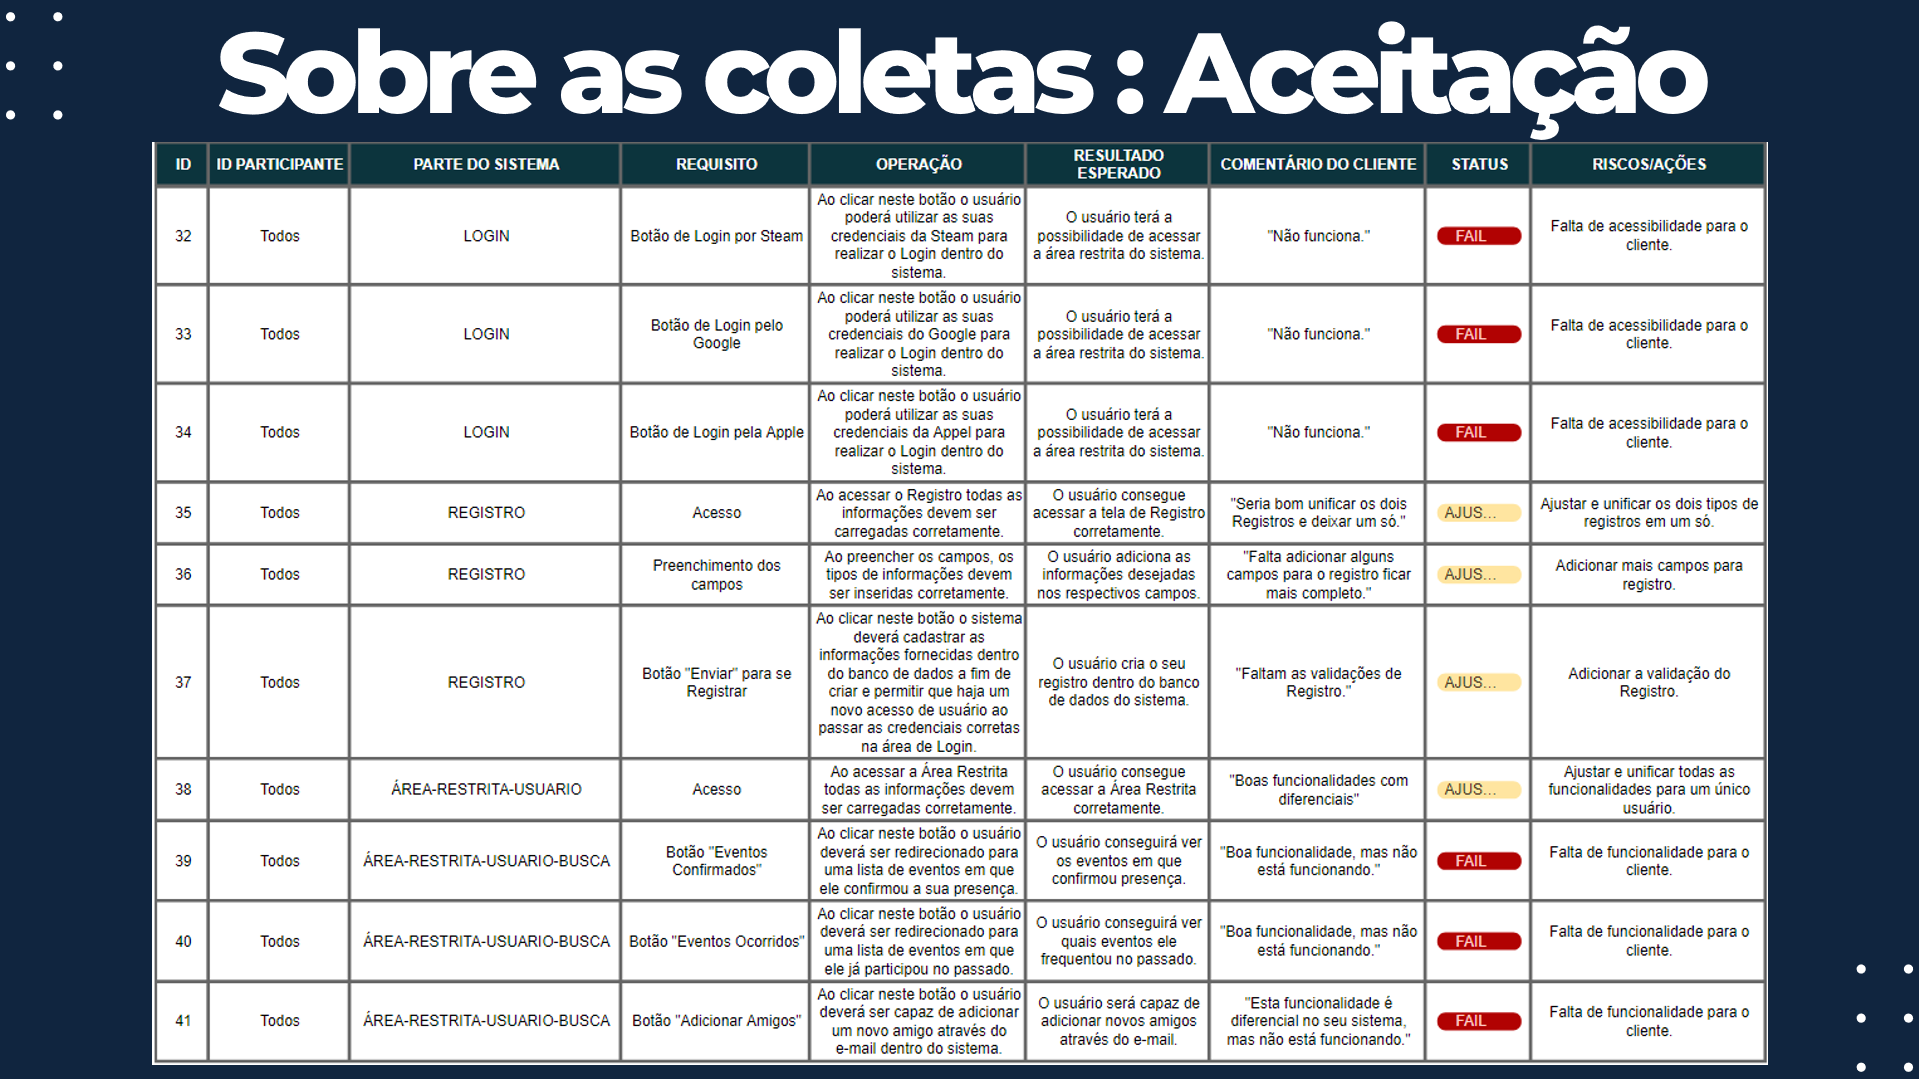 Sobre as coletas : Aceitação
ID
ID PARTICIPANTE
PARTE DO SISTEMA
REQUISITO
OPERAÇÃO
RESULTADO
ESPERADO
COMENTÁRIO DO CLIENTE
STATUS
RISCOS/AÇÕES
32
Todos
LOGIN
Botão de Login por Steam
Ao clicar neste botão o usuário
poderá utilizar as suas
credenciais da Steam para
realizar o Login dentro do
sistema.
O usuário terá a
possibilidade de acessar
a área restrita do sistema.
"Não funciona."
FAIL
Falta de acessibilidade para o
cliente.
33
Todos
LOGIN
Botão de Login pelo
Google
Ao clicar neste botão o usuário
poderá utilizar as suas
credenciais do Google para
realizar o Login dentro do
sistema.
O usuário terá a
possibilidade de acessar
a área restrita do sistema.
"Não funciona."
FAIL
Falta de acessibilidade para o
cliente.
34
Todos
LOGIN
Botão de Login pela Apple
Ao clicar neste botão o usuário
poderá utilizar as suas
credenciais da Appel para
realizar o Login dentro do
sistema.
O usuário terá a
possibilidade de acessar
a área restrita do sistema.
"Não funciona."
FAIL
Falta de acessibilidade para o
cliente.
35
Todos
REGISTRO
Acesso
Ao acessar o Registro todas as
informações devem ser
carregadas corretamente.
O usuário consegue
acessar a tela de Registro
corretamente.
"Seria bom unificar os dois
Registros e deixar um só."
AJUS...
Ajustar e unificar os dois tipos de
registros em um só.
36
Todos
REGISTRO
Preenchimento dos
campos
Ao preencher os campos, os
tipos de informações devem
ser inseridas corretamente.
O usuário adiciona as
informações desejadas
nos respectivos campos.
"Falta adicionar alguns
campos para o registro ficar
mais completo."
AJUS...
Adicionar mais campos para
registro.
37
Todos
REGISTRO
Botão "Enviar" para se
Registrar
Ao clicar neste botão o sistema
deverá cadastrar as
informações fornecidas dentro
do banco de dados a fim de
criar e permitir que haja um
novo acesso de usuário ao
passar as credenciais corretas
na área de Login.
O usuário cria o seu
registro dentro do banco
de dados do sistema.
"Faltam as validações de
Registro."
AJUS...
Adicionar a validação do
Registro.
38
Todos
ÁREA-RESTRITA-USUARIO
Acesso
Ao acessar a Área Restrita
todas as informações devem
ser carregadas corretamente.
O usuário consegue
acessar a Área Restrita
corretamente.
"Boas funcionalidades com
diferenciais"
AJUS...
Ajustar e unificar todas as
funcionalidades para um único
usuário.
39
Todos
ÁREA-RESTRITA-USUARIO-BUSCA
Botão "Eventos
Confirmados"
Ao clicar neste botão o usuário
deverá ser redirecionado para
uma lista de eventos em que
ele confirmou a sua presença.
O usuário conseguirá ver
os eventos em que
confirmou presença.
"Boa funcionalidade, mas não
está funcionando."
FAIL
Falta de funcionalidade para o
cliente.
40
Todos
ÁREA-RESTRITA-USUARIO-BUSCA
Botão "Eventos Ocorridos"
Ao clicar neste botão o usuário
deverá ser redirecionado para
uma lista de eventos em que
ele já participou no passado.
O usuário conseguirá ver
quais eventos ele
frequentou no passado.
"Boa funcionalidade, mas não
está funcionando."
FAIL
Falta de funcionalidade para o
cliente.
41
Todos
ÁREA-RESTRITA-USUARIO-BUSCA
Botão "Adicionar Amigos"
Ao clicar neste botão o usuário
deverá ser capaz de adicionar
um novo amigo através do
e-mail dentro do sistema.
O usuário será capaz de
adicionar novos amigos
através do e-mail.
"Esta funcionalidade é
diferencial no seu sistema,
mas não está funcionando."
FAIL
Falta de funcionalidade para o
cliente.